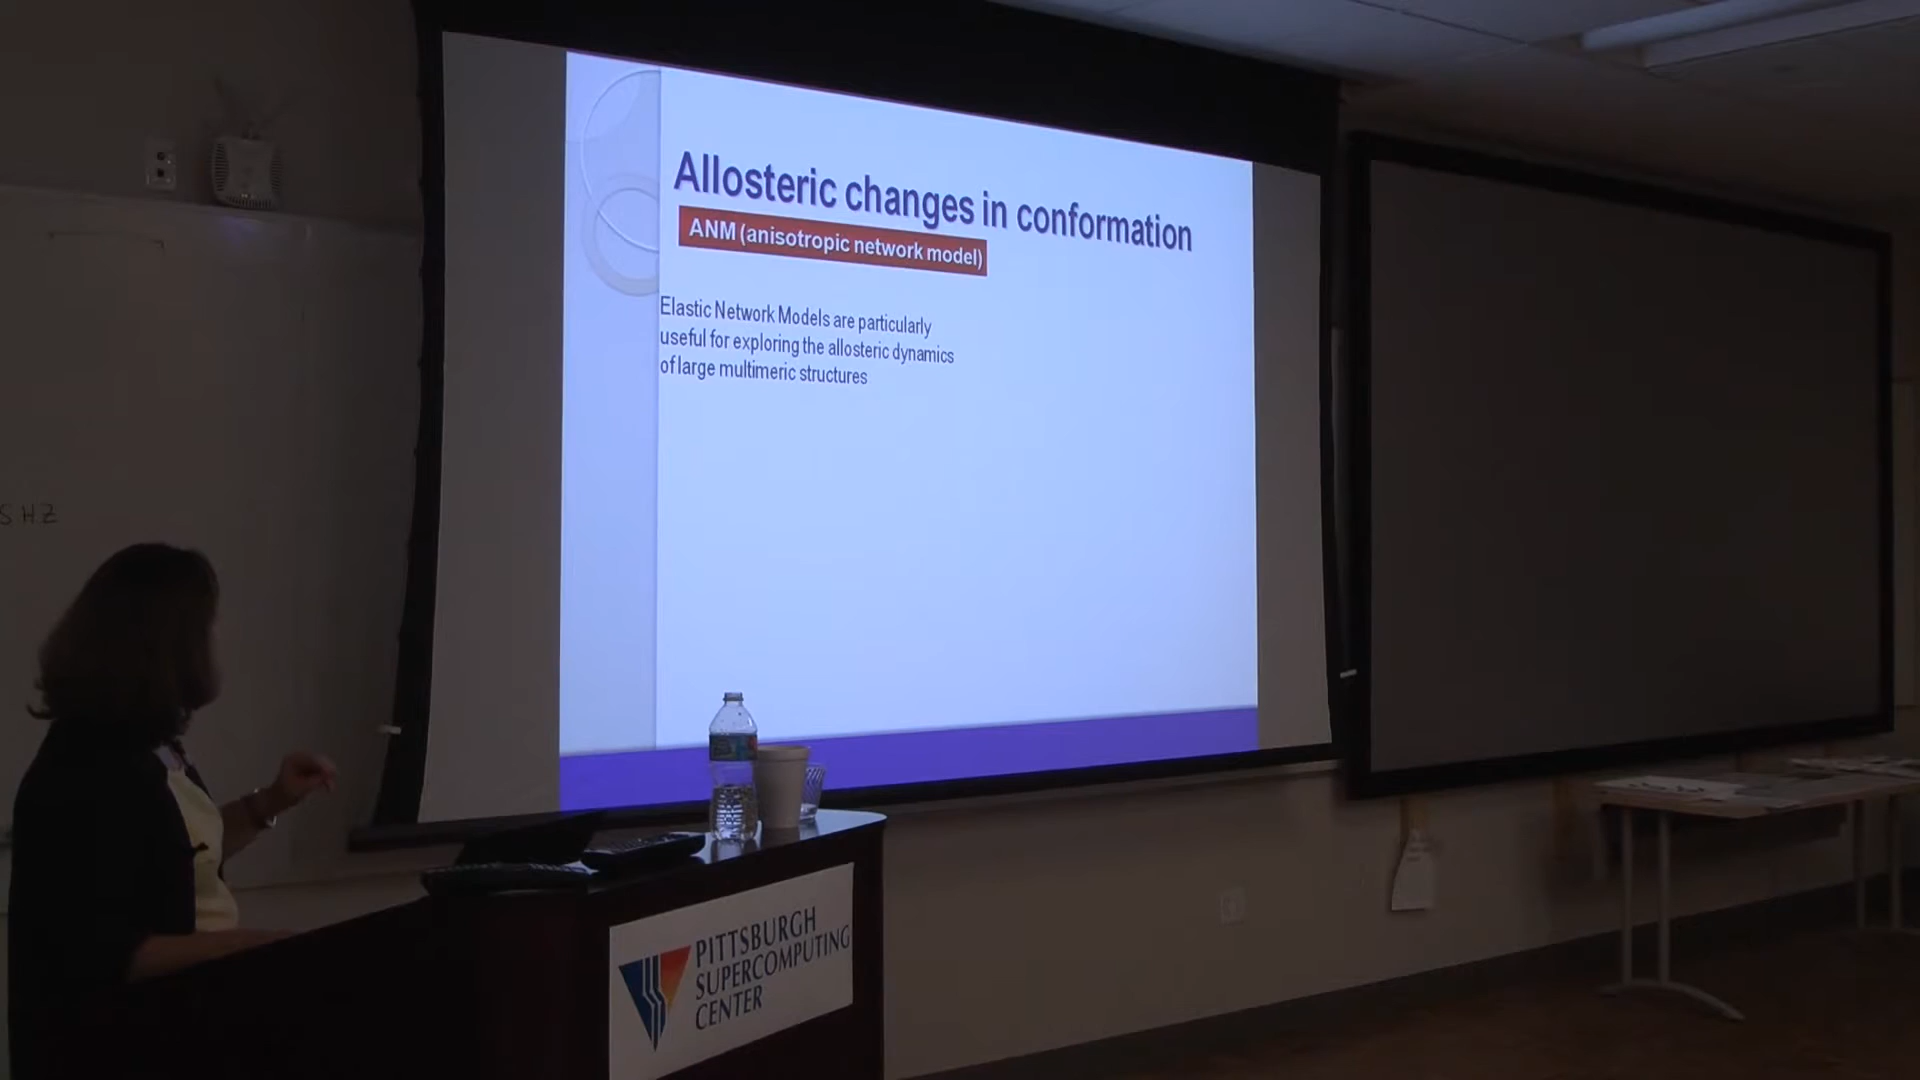 Allosteric changes in conformation
ANM (anisotropic network model)
Elastic Network Models are particularly
useful for exploring the allosteric dynamics
of large multimeric structures
SHZ
PITTSBURGH
SUPERCOMPUTING
CENTER